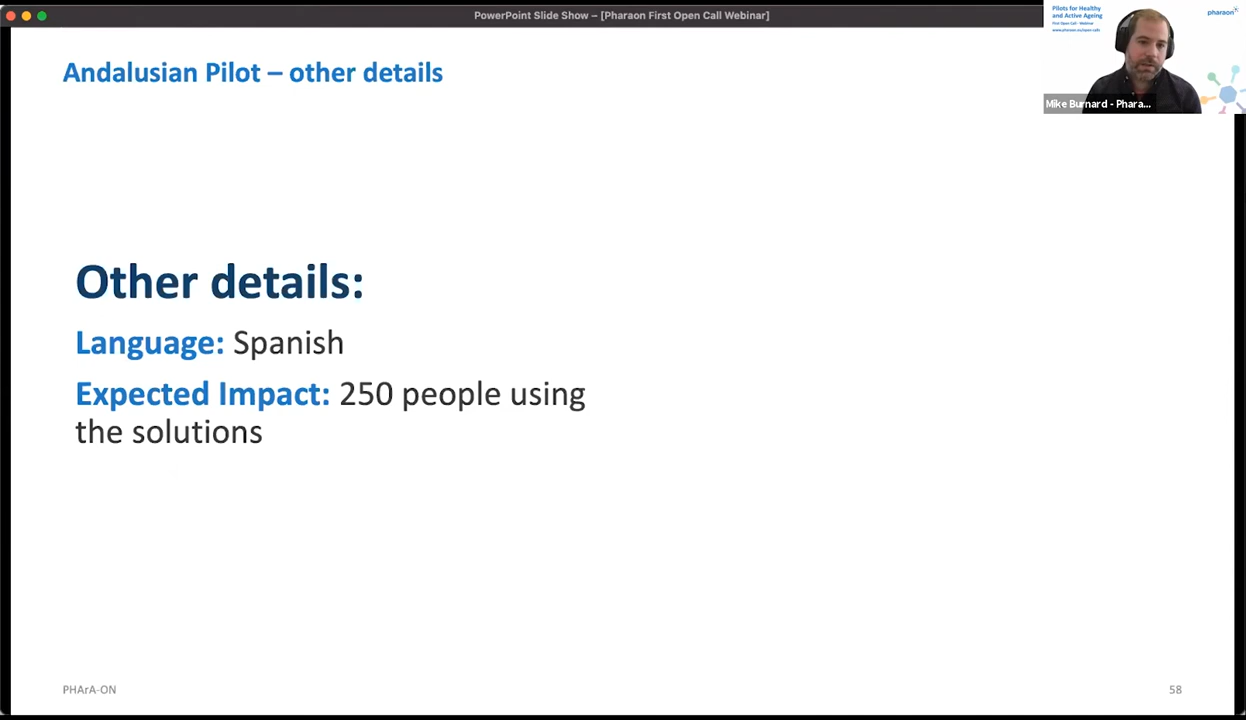 PowerPoint Slide Show – [Pharaon First Open Call Webinar]
Pilots for Healthy
and Active Ageing
First Open Call - Webinar
www.pharaon.eu/open-calls
pharaon
Mike Burnard - Phara...
Andalusian Pilot – other details
Other details:
Language: Spanish
Expected Impact: 250 people using
the solutions
PHArA-ON
58